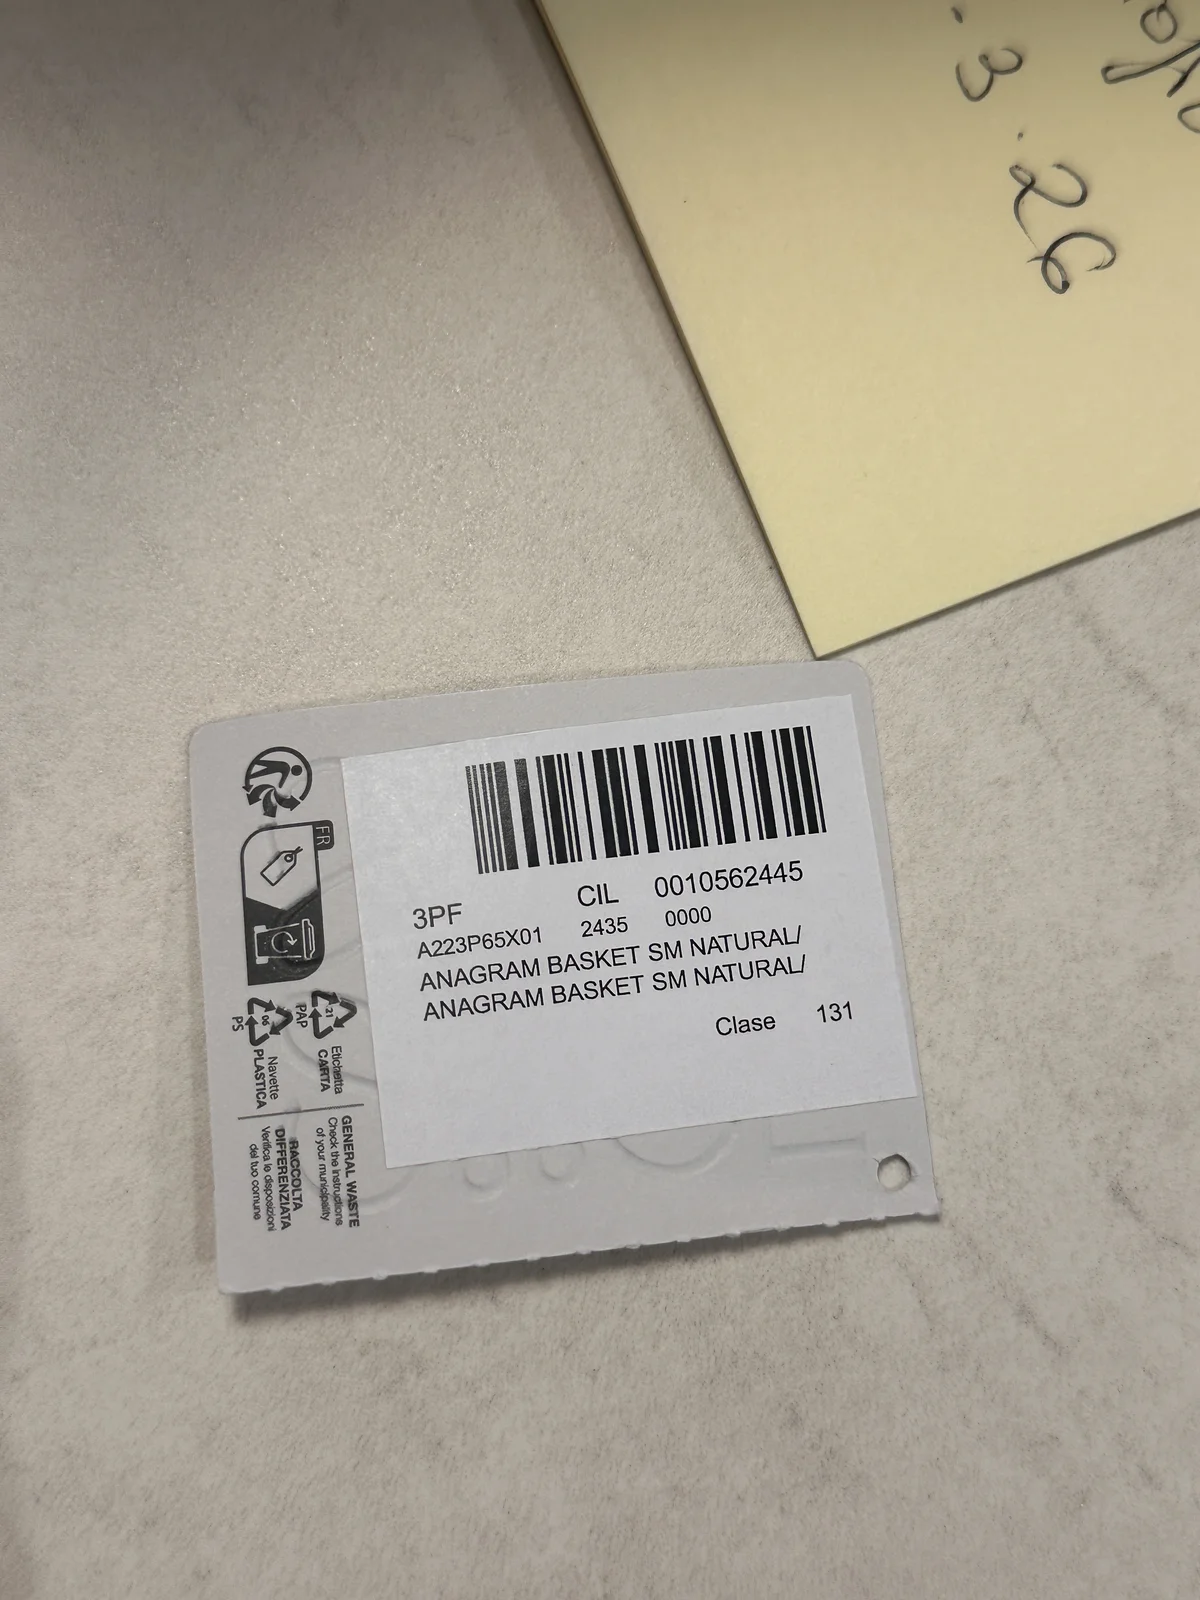 . 3 . 26
3PF CIL 0010562445
A223P65X01 2435 0000
ANAGRAM BASKET SM NATURAL/
ANAGRAM BASKET SM NATURAL/
Clase 131
FR
21
PAP
Etichetta
CARTA
06
PS
Navette
PLASTICA
GENERAL WASTE
Check the instructions
of your municipality
RACCOLTA
DIFFERENZIATA
Verifica le disposizioni
del tuo comune